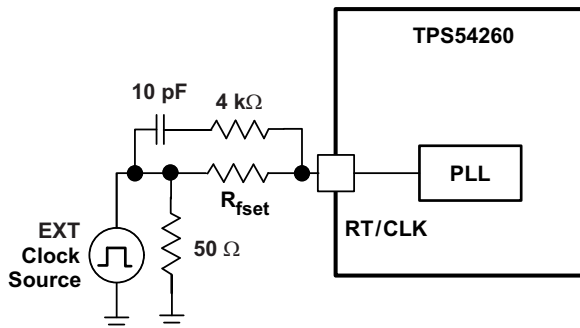 TPS54260
10 pF
4 kΩ
PLL
R_fset
RT/CLK
EXT
Clock
Source
50 Ω